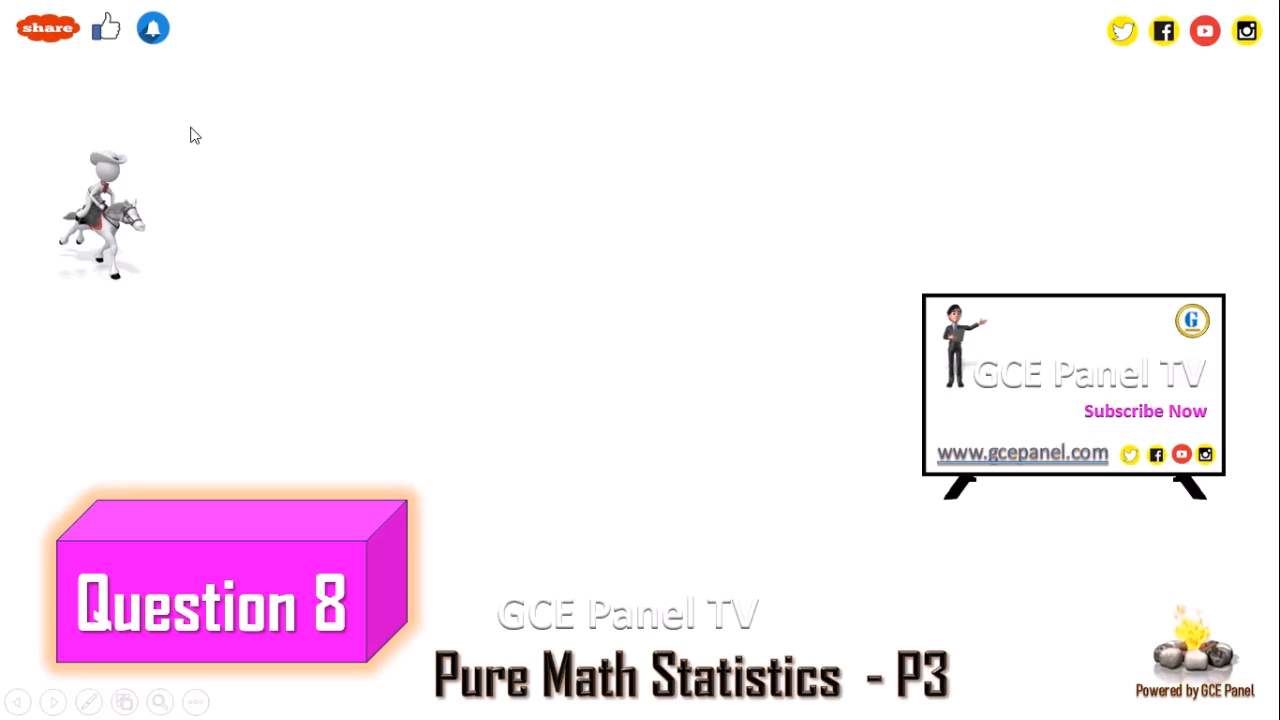 share
GCE Panel TV
Subscribe Now
www.gcepanel.com
Question 8
GCE Panel TV
Pure Math Statistics - P3
Powered by GCE Panel